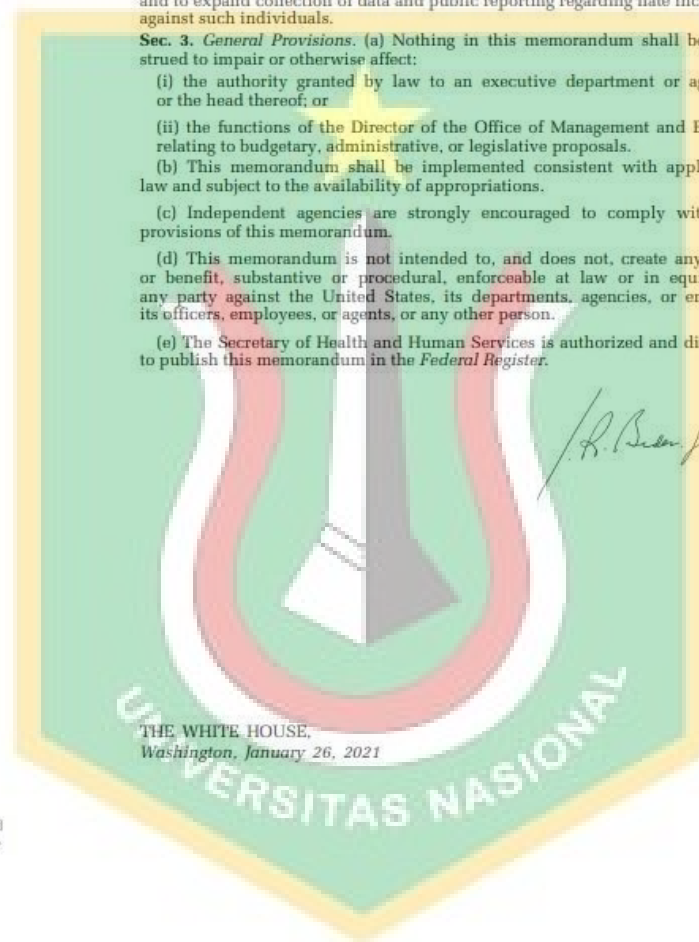 and to expand collection of data and public reporting regarding hate inc
against such individuals.
Sec. 3. General Provisions. (a) Nothing in this memorandum shall be
strued to impair or otherwise affect:
(i) the authority granted by law to an executive department or a
or the head thereof; or
(ii) the functions of the Director of the Office of Management and B
relating to budgetary, administrative, or legislative proposals.
(b) This memorandum shall be implemented consistent with appl
law and subject to the availability of appropriations.
(c) Independent agencies are strongly encouraged to comply wit
provisions of this memorandum.
(d) This memorandum is not intended to, and does not, create any
or benefit, substantive or procedural, enforceable at law or in equi
any party against the United States, its departments, agencies, or e
its officers, employees, or agents, or any other person.
(e) The Secretary of Health and Human Services is authorized and di
to publish this memorandum in the Federal Register.
J. R. Biden, J
THE WHITE HOUSE,
Washington, January 26, 2021
UNIVERSITAS NASIONAL